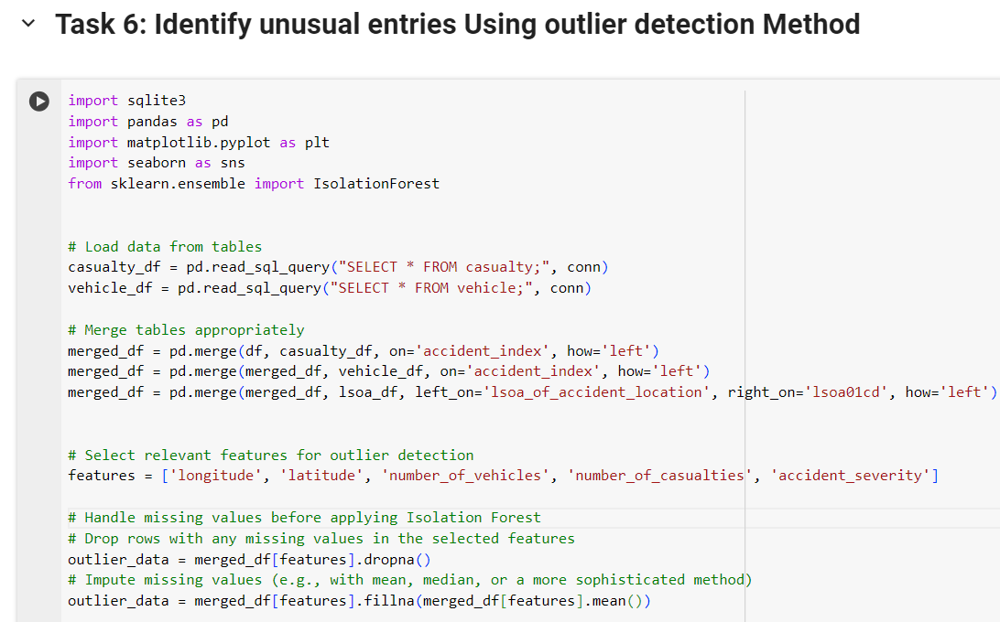 Task 6: Identify unusual entries Using outlier detection Method
import sqlite3
import pandas as pd
import matplotlib.pyplot as plt
import seaborn as sns
from sklearn.ensemble import IsolationForest
# Load data from tables
casualty_df = pd.read_sql_query("SELECT * FROM casualty;", conn)
vehicle_df = pd.read_sql_query("SELECT * FROM vehicle;", conn)
# Merge tables appropriately
merged_df = pd.merge(df, casualty_df, on='accident_index', how='left')
merged_df = pd.merge(merged_df, vehicle_df, on='accident_index', how='left')
merged_df = pd.merge(merged_df, lsoa_df, left_on='lsoa_of_accident_location', right_on='lsoa01cd', how='left')
# Select relevant features for outlier detection
features = ['longitude', 'latitude', 'number_of_vehicles', 'number_of_casualties', 'accident_severity']
# Handle missing values before applying Isolation Forest
# Drop rows with any missing values in the selected features
outlier_data = merged_df[features].dropna()
# Impute missing values (e.g., with mean, median, or a more sophisticated method)
outlier_data = merged_df[features].fillna(merged_df[features].mean())